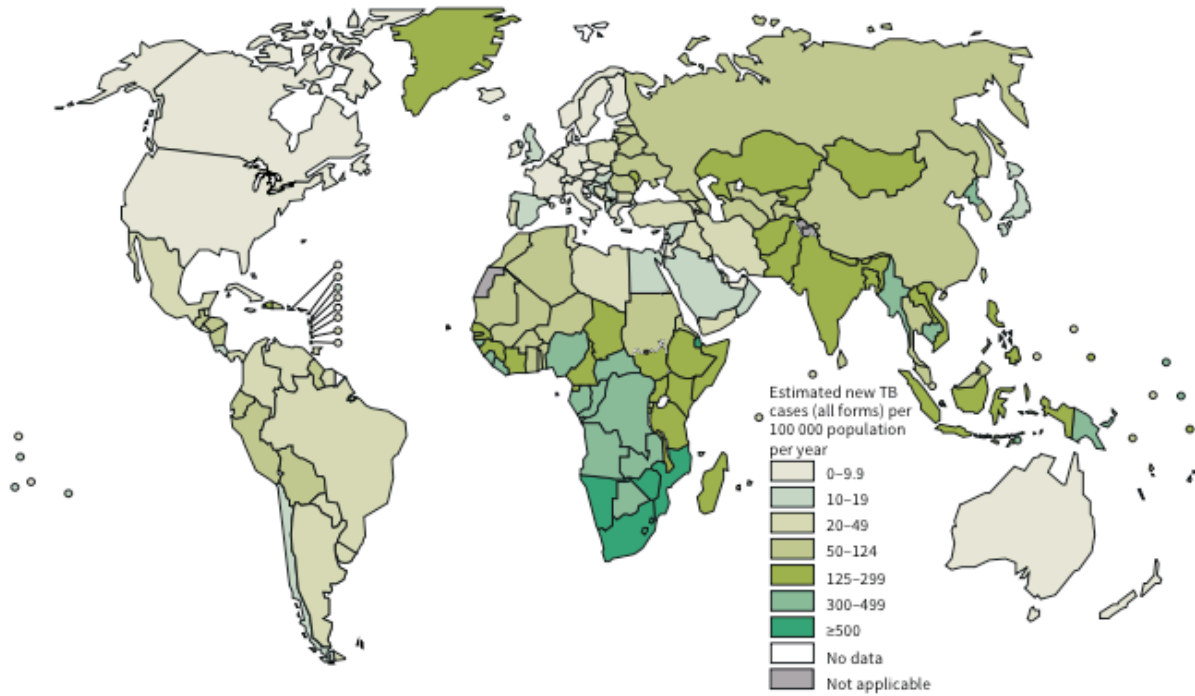 Estimated new TB
cases (all forms) per
100 000 population
per year
0–9.9
10–19
20–49
50–124
125–299
300–499
≥500
No data
Not applicable